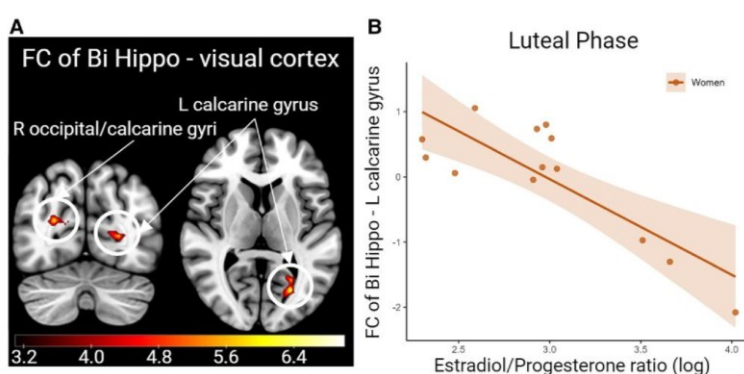 A
FC of Bi Hippo - visual cortex
L calcarine gyrus
R occipital/calcarine gyri
3.2 4.0 4.8 5.6 6.4
B
Luteal Phase
Women
FC of Bi Hippo - L calcarine gyrus
1
0
-1
-2
2.5 3.0 3.5 4.0
Estradiol/Progesterone ratio (log)